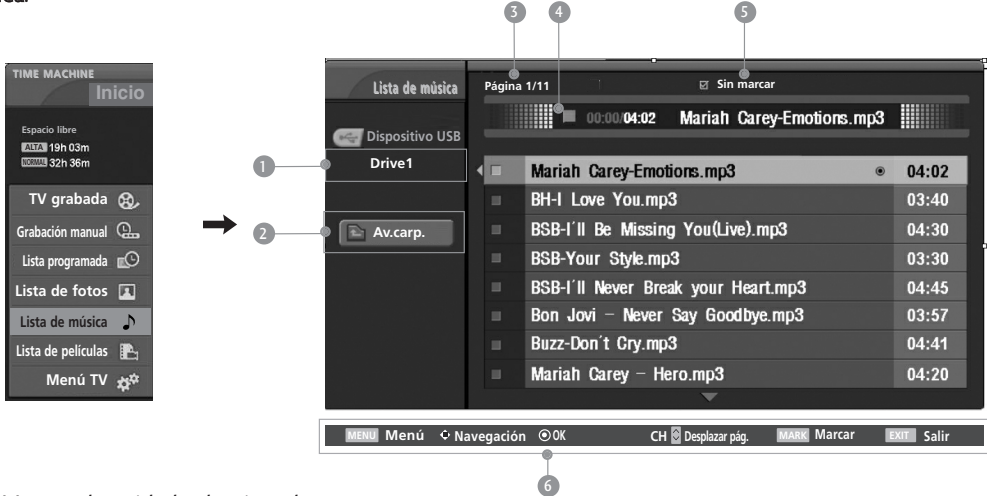 3 4 5
TIME MACHINE
Inicio
Espacio libre
ALTA 19h 03m
NORMAL 32h 36m
TV grabada
Grabación manual
Lista programada
Lista de fotos
Lista de música
Lista de películas
Menú TV
Lista de mùsica
Dispositivo USB
1 Drive1
2 Av.carp.
Página 1/11
Sin marcar
00:00/04:02 Mariah Carey-Emotions.mp3
Mariah Carey-Emotions.mp3 04:02
BH-I Love You.mp3 03:40
BSB-I´ll Be Missing You(Live).mp3 04:30
BSB-Your Style.mp3 03:30
BSB-I´ll Never Break your Heart.mp3 04:45
Bon Jovi – Never Say Goodbye.mp3 03:57
Buzz-Don´t Cry.mp3 04:41
Mariah Carey – Hero.mp3 04:20
MENU Menú Navegación OK CH Desplazar pág. MARK Marcar EXIT Salir
6